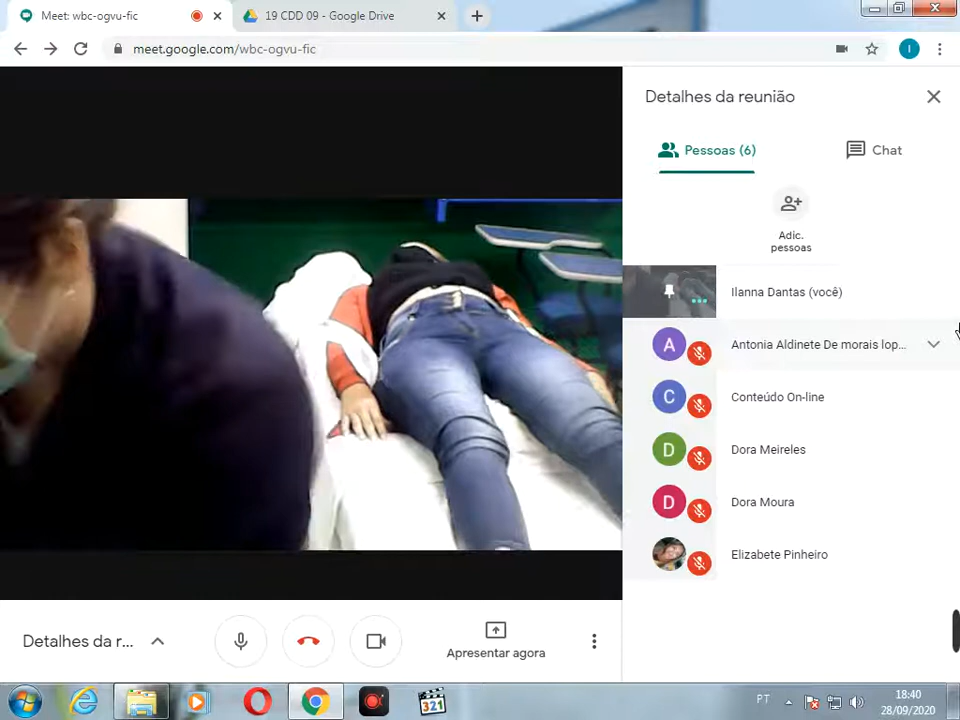 Meet: wbc-ogvu-fic
19 CDD 09 - Google Drive
meet.google.com/wbc-ogvu-fic
I
Detalhes da reunião
Pessoas (6)
Chat
Adic.
pessoas
Ilanna Dantas (você)
A
Antonia Aldinete De morais lop...
C
Conteúdo On-line
D
Dora Meireles
D
Dora Moura
Elizabete Pinheiro
Detalhes da r...
Apresentar agora
321
PT
18:40
28/09/2020